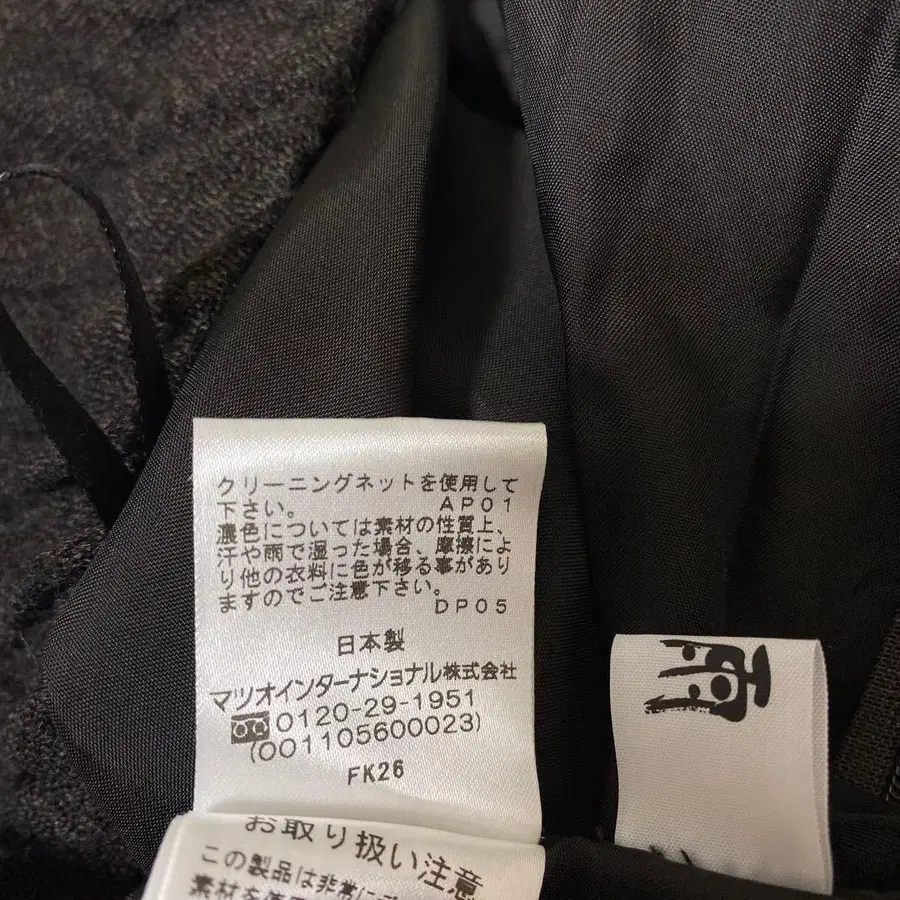 クリーニングネットを使用して
下さい。 AP01
濃色については素材の性質上、
汗や雨で湿った場合、摩擦によ
り他の衣料に色が移る事があり
ますのでご注意下さい。
DP05
日本製
マツオインターナショナル株式会社
0120-29-1951
(001105600023)
FK26
お取り扱い注意
この製品は非常に
素材を使